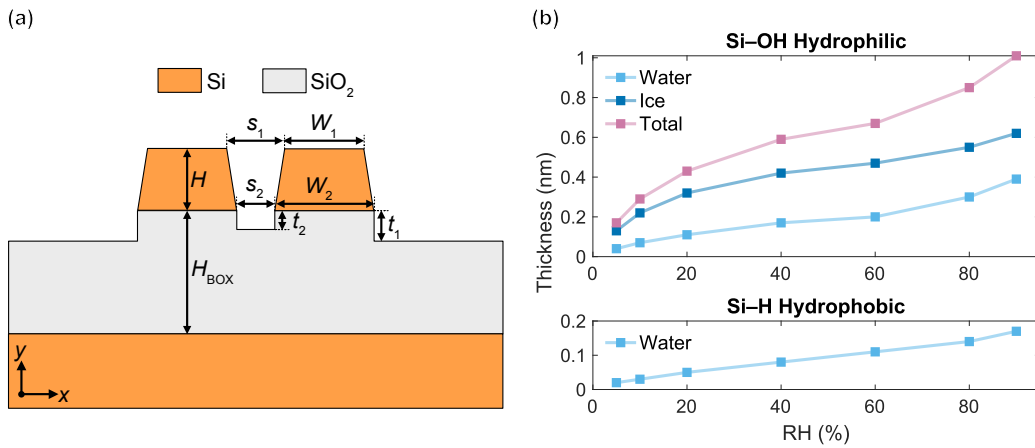 (a)
Si
SiO2
s1
W1
H
s2
W2
t2
t1
HBOX
y
x
(b)
Si–OH Hydrophilic
Water
Ice
Total
1
0.8
0.6
0.4
0.2
0
0 20 40 60 80
Thickness (nm)
Si–H Hydrophobic
Water
0.2
0.1
0
0 20 40 60 80
RH (%)